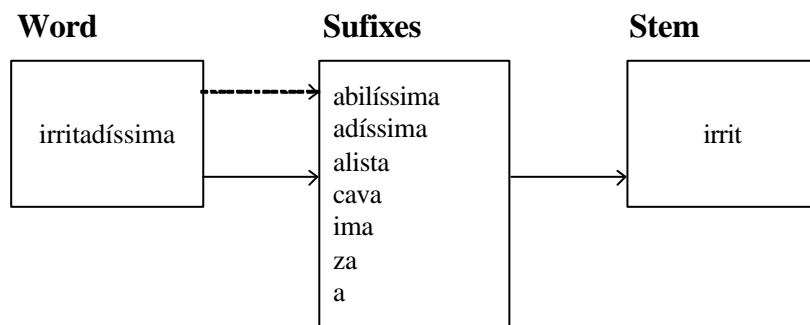 Word
Sufixes
Stem
irritadíssima
abilíssima
adíssima
alista
cava
ima
za
a
irrit